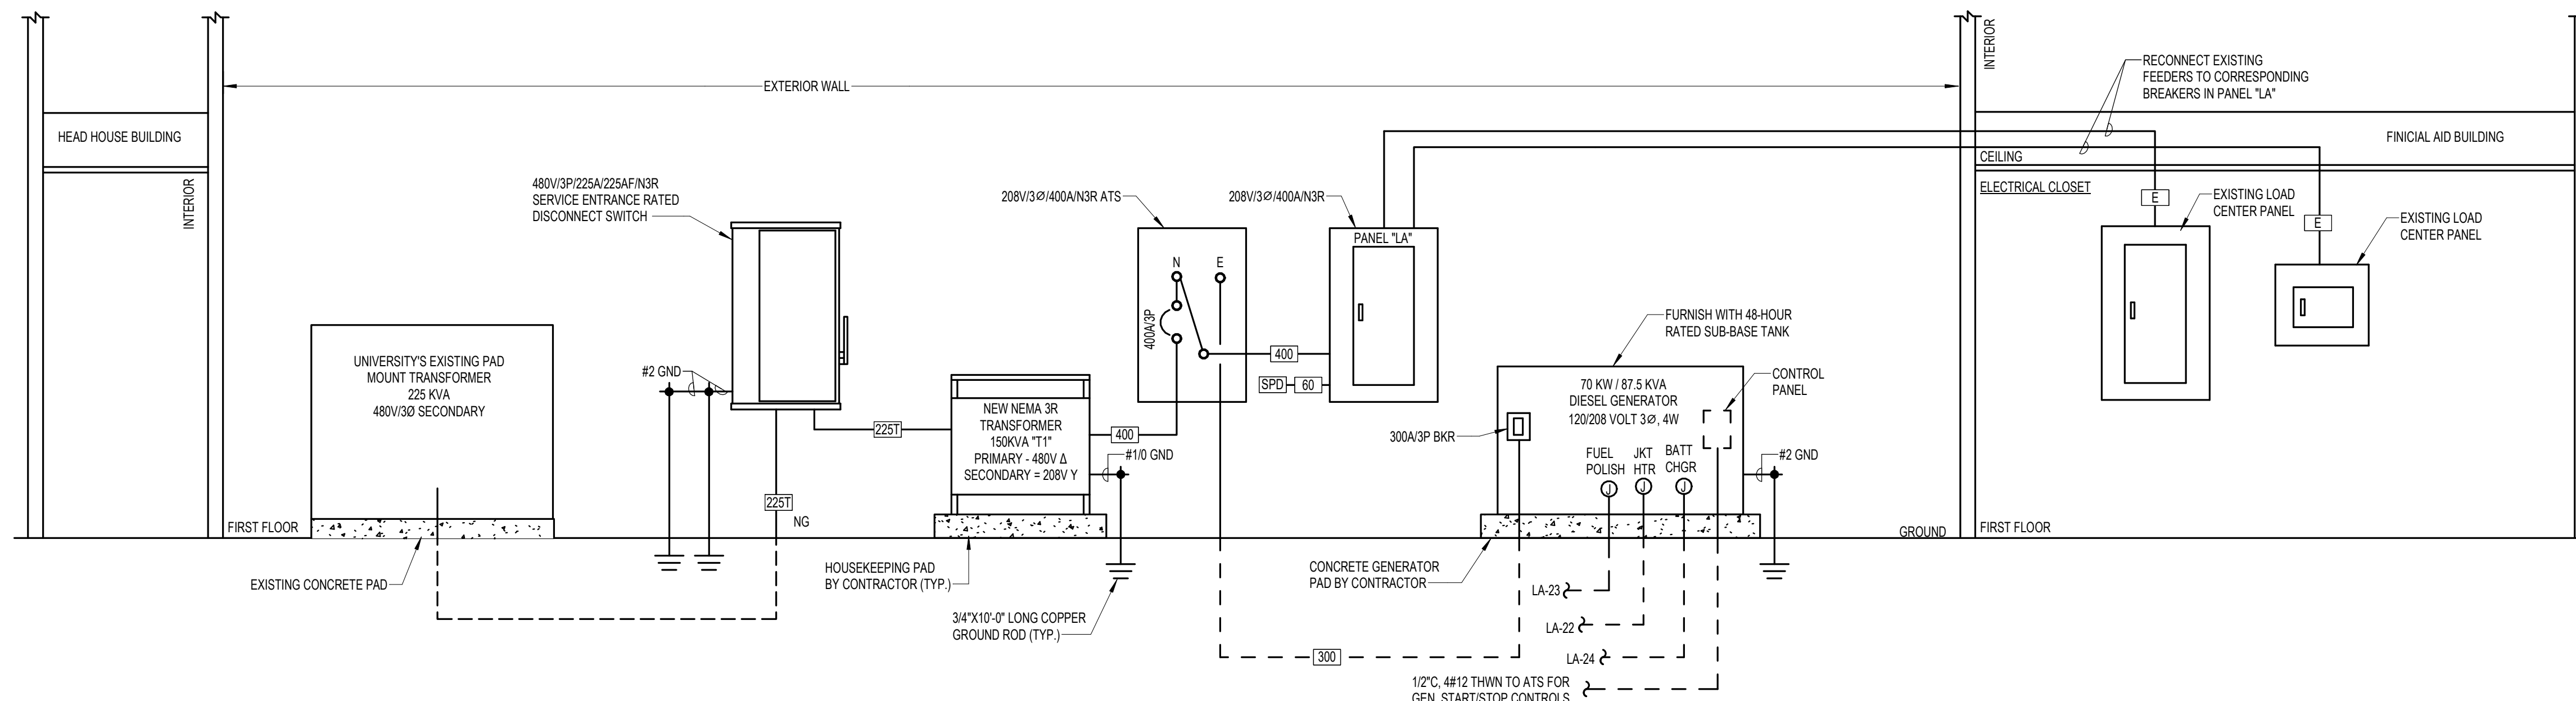 INTERIOR
RECONNECT EXISTING
FEEDERS TO CORRESPONDING
BREAKERS IN PANEL "LA"
EXTERIOR WALL
HEAD HOUSE BUILDING
FINICIAL AID BUILDING
CEILING
INTERIOR
480V/3P/225A/225AF/N3R
SERVICE ENTRANCE RATED
DISCONNECT SWITCH
208V/3Ø/400A/N3R ATS
208V/3Ø/400A/N3R
ELECTRICAL CLOSET
E
EXISTING LOAD
CENTER PANEL
E
EXISTING LOAD
CENTER PANEL
PANEL "LA"
N
E
400A/3P
400
SPD
60
FURNISH WITH 48-HOUR
RATED SUB-BASE TANK
UNIVERSITY'S EXISTING PAD
MOUNT TRANSFORMER
225 KVA
480V/3Ø SECONDARY
#2 GND
225T
NEW NEMA 3R
TRANSFORMER
150KVA "T1"
PRIMARY - 480V Δ
SECONDARY = 208V Y
400
#1/0 GND
70 KW / 87.5 KVA
DIESEL GENERATOR
120/208 VOLT 3Ø, 4W
CONTROL
PANEL
300A/3P BKR
FUEL
POLISH
JKT
HTR
BATT
CHGR
J
J
J
#2 GND
225T
NG
FIRST FLOOR
GROUND
FIRST FLOOR
EXISTING CONCRETE PAD
HOUSEKEEPING PAD
BY CONTRACTOR (TYP.)
3/4"X10'-0" LONG COPPER
GROUND ROD (TYP.)
CONCRETE GENERATOR
PAD BY CONTRACTOR
LA-23
LA-22
LA-24
300
1/2"C, 4#12 THWN TO ATS FOR
GEN. START/STOP CONTROLS